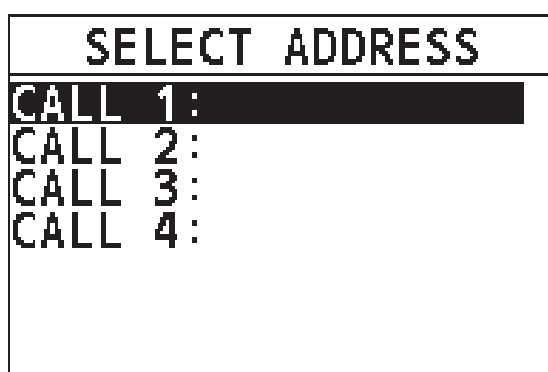 SELECT ADDRESS
CALL 1:
CALL 2:
CALL 3:
CALL 4: